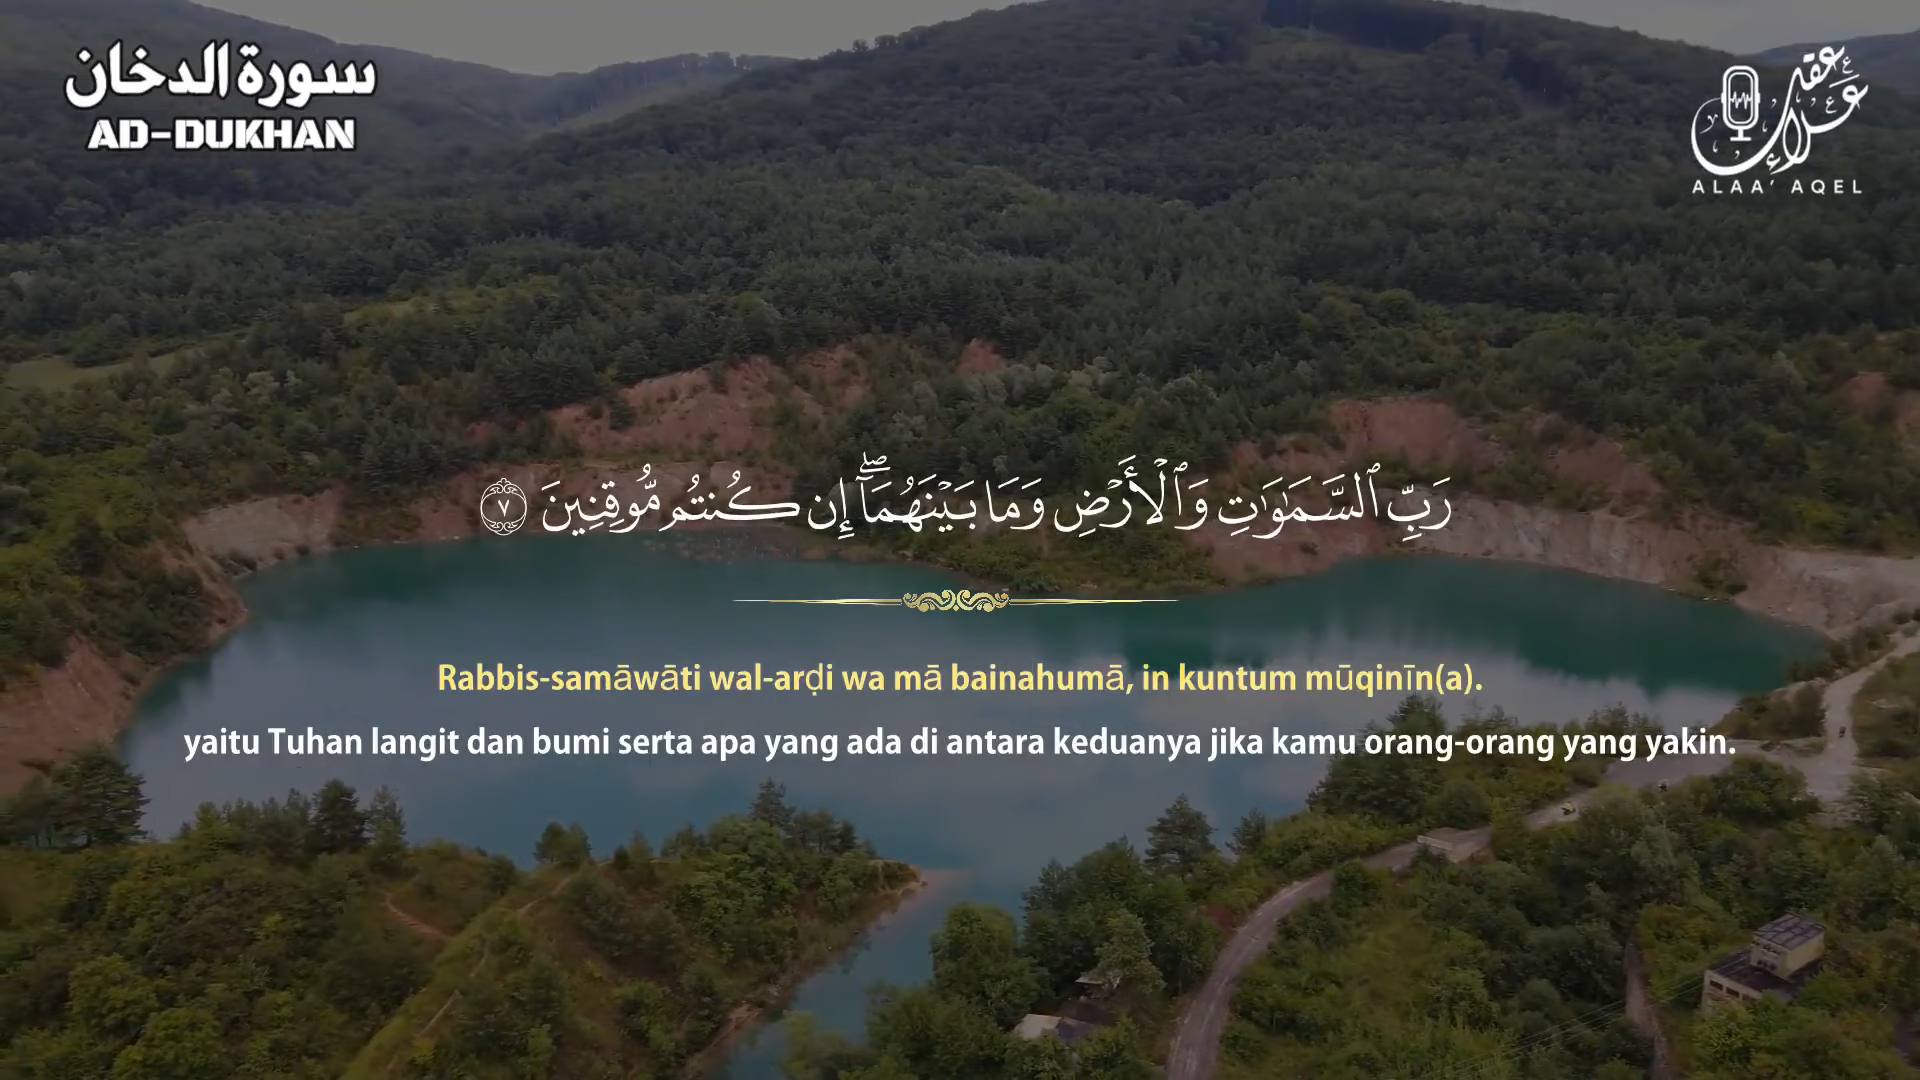 سورة الدخان
AD-DUKHAN
علاء عقل
ALAA' AQEL
رَبِّ ٱلسَّمَٰوَٰتِ وَٱلْأَرْضِ وَمَا بَيْنَهُمَآ ۖ إِن كُنتُم مُّوقِنِينَ ٧
Rabbis-samāwāti wal-arḍi wa mā bainahumā, in kuntum mūqinīn(a).
yaitu Tuhan langit dan bumi serta apa yang ada di antara keduanya jika kamu orang-orang yang yakin.